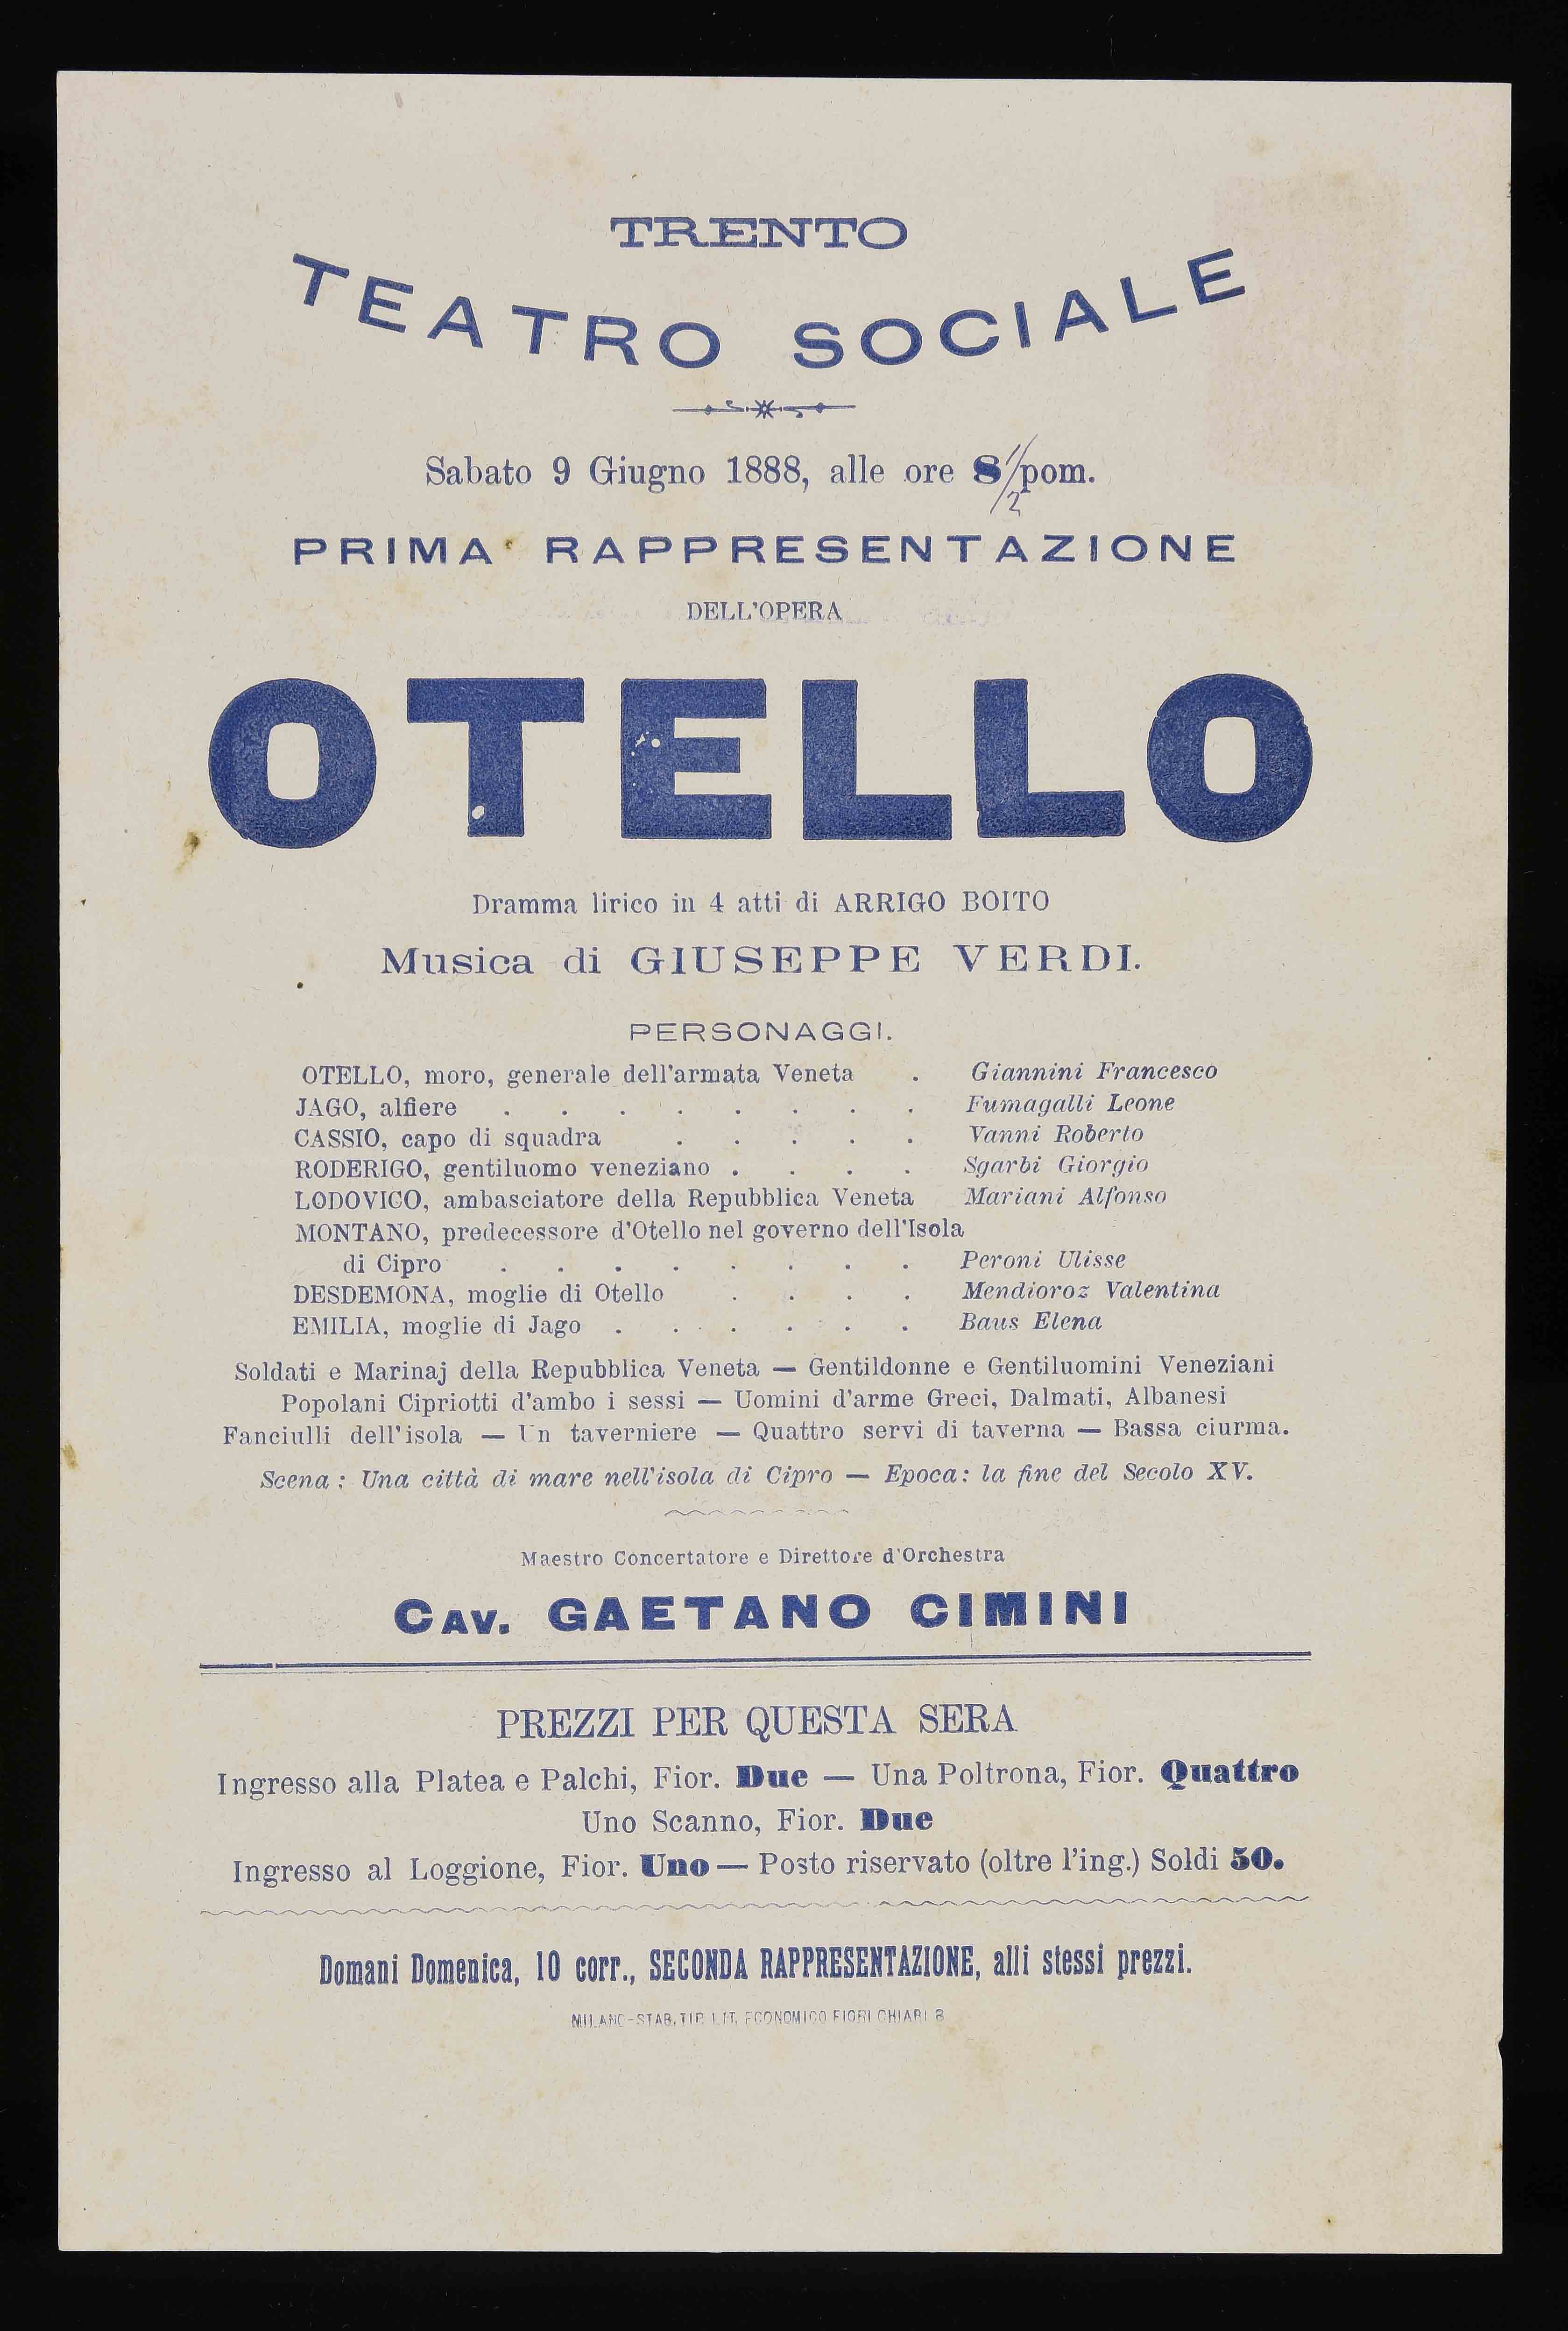 TRENTO
TEATRO SOCIALE
Sabato 9 Giugno 1888, alle ore 8 1/2 pom.
PRIMA RAPPRESENTAZIONE
DELL'OPERA
OTELLO
Dramma lirico in 4 atti di ARRIGO BOITO
Musica di GIUSEPPE VERDI.
PERSONAGGI.
OTELLO, moro, generale dell'armata Veneta . Giannini Francesco
JAGO, alfiere . . . . . . . . Fumagalli Leone
CASSIO, capo di squadra . . . . . Vanni Roberto
RODERIGO, gentiluomo veneziano . . . . Sgarbi Giorgio
LODOVICO, ambasciatore della Repubblica Veneta Mariani Alfonso
MONTANO, predecessore d'Otello nel governo dell'Isola
di Cipro . . . . . . . . Peroni Ulisse
DESDEMONA, moglie di Otello . . . . Mendioroz Valentina
EMILIA, moglie di Jago . . . . . . Baus Elena
Soldati e Marinaj della Repubblica Veneta — Gentildonne e Gentiluomini Veneziani
Popolani Cipriotti d'ambo i sessi — Uomini d'arme Greci, Dalmati, Albanesi
Fanciulli dell'isola — Un taverniere — Quattro servi di taverna — Bassa ciurma.
Scena : Una città di mare nell'isola di Cipro — Epoca : la fine del Secolo XV.
Maestro Concertatore e Direttore d'Orchestra
CAV. GAETANO CIMINI
PREZZI PER QUESTA SERA
Ingresso alla Platea e Palchi, Fior. Due — Una Poltrona, Fior. Quattro
Uno Scanno, Fior. Due
Ingresso al Loggione, Fior. Uno — Posto riservato (oltre l'ing.) Soldi 50.
Domani Domenica, 10 corr., SECONDA RAPPRESENTAZIONE, alli stessi prezzi.
MILANO-STAB. TIP. LIT. ECONOMICO FIORI CHIARI 8